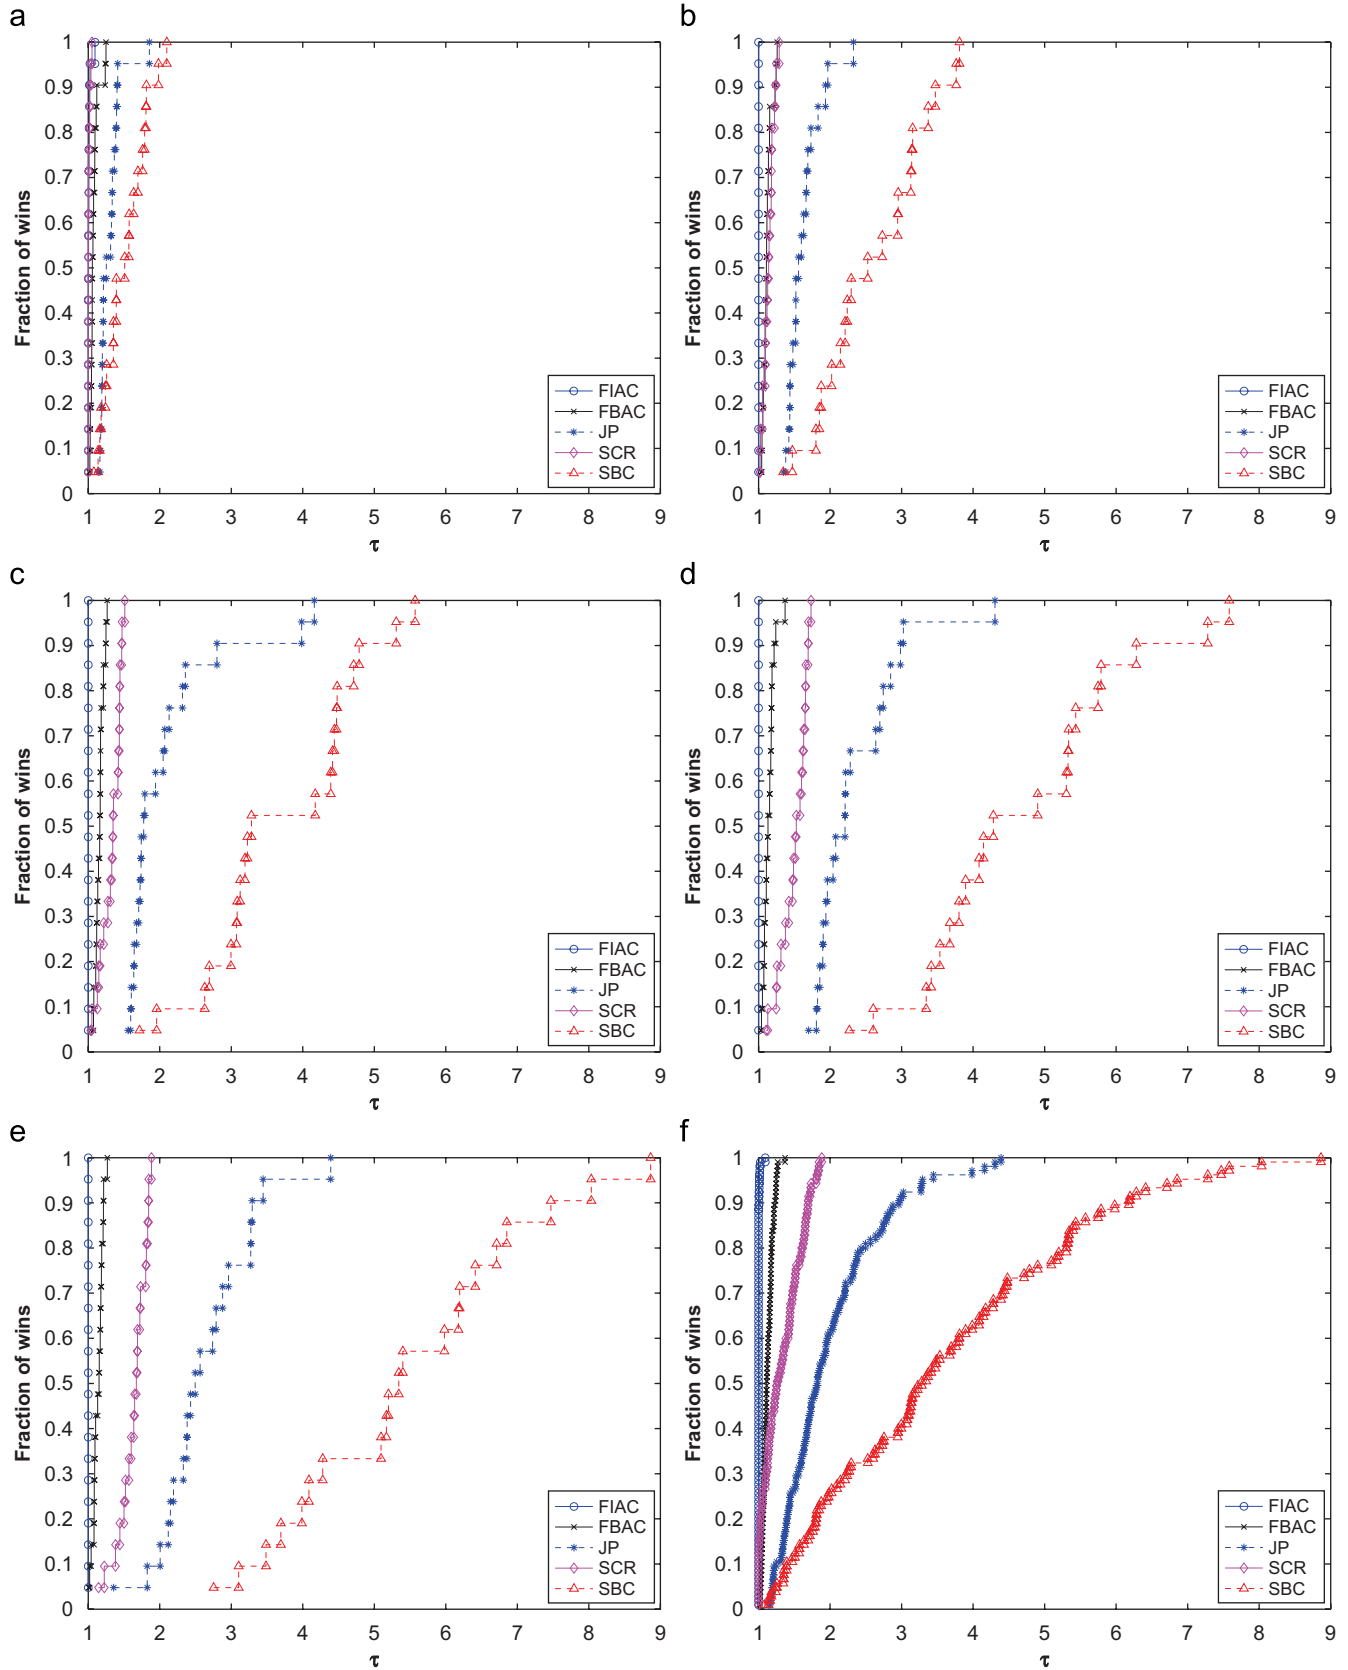 a
1
0.9
0.8
0.7
0.6
0.5
0.4
0.3
0.2
0.1
0
Fraction of wins
FIAC
FBAC
JP
SCR
SBC
1 2 3 4 5 6 7 8 9
τ
b
1
0.9
0.8
0.7
0.6
0.5
0.4
0.3
0.2
0.1
0
Fraction of wins
FIAC
FBAC
JP
SCR
SBC
1 2 3 4 5 6 7 8 9
τ
c
1
0.9
0.8
0.7
0.6
0.5
0.4
0.3
0.2
0.1
0
Fraction of wins
FIAC
FBAC
JP
SCR
SBC
1 2 3 4 5 6 7 8 9
τ
d
1
0.9
0.8
0.7
0.6
0.5
0.4
0.3
0.2
0.1
0
Fraction of wins
FIAC
FBAC
JP
SCR
SBC
1 2 3 4 5 6 7 8 9
τ
e
1
0.9
0.8
0.7
0.6
0.5
0.4
0.3
0.2
0.1
0
Fraction of wins
FIAC
FBAC
JP
SCR
SBC
1 2 3 4 5 6 7 8 9
τ
f
1
0.9
0.8
0.7
0.6
0.5
0.4
0.3
0.2
0.1
0
Fraction of wins
FIAC
FBAC
JP
SCR
SBC
1 2 3 4 5 6 7 8 9
τ